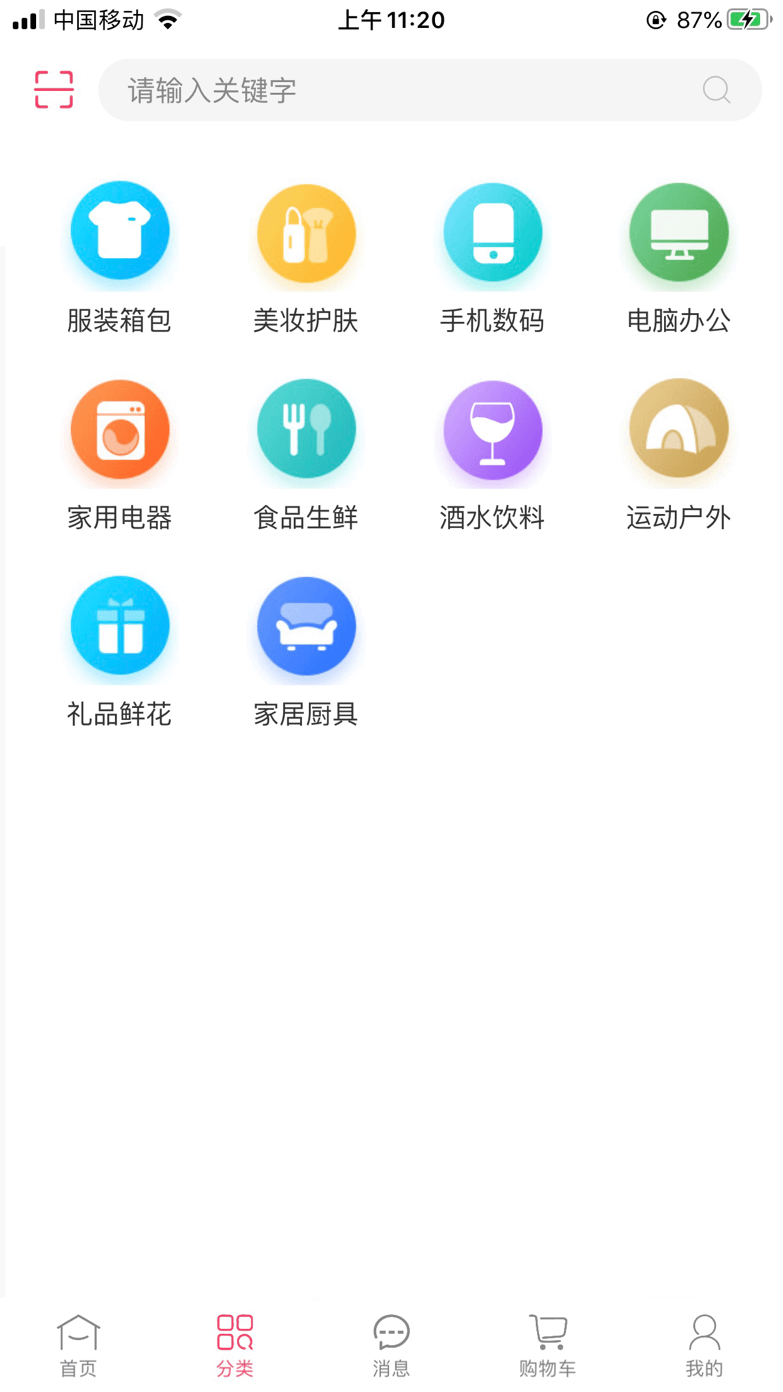 中国移动 上午11:20 87%
请输入关键字
服装箱包 美妆护肤 手机数码 电脑办公
家用电器 食品生鲜 酒水饮料 运动户外
礼品鲜花 家居厨具
首页 分类 消息 购物车 我的